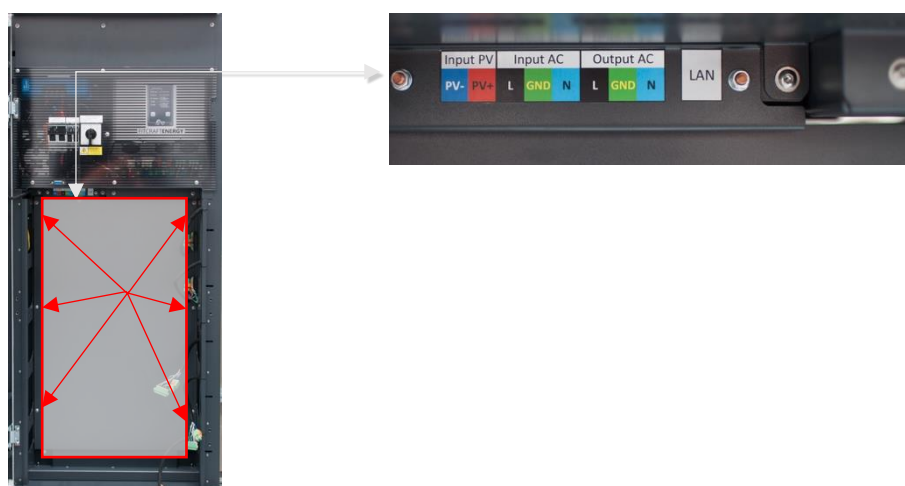 Input PV Input AC Output AC
PV- PV+ L GND N L GND N LAN